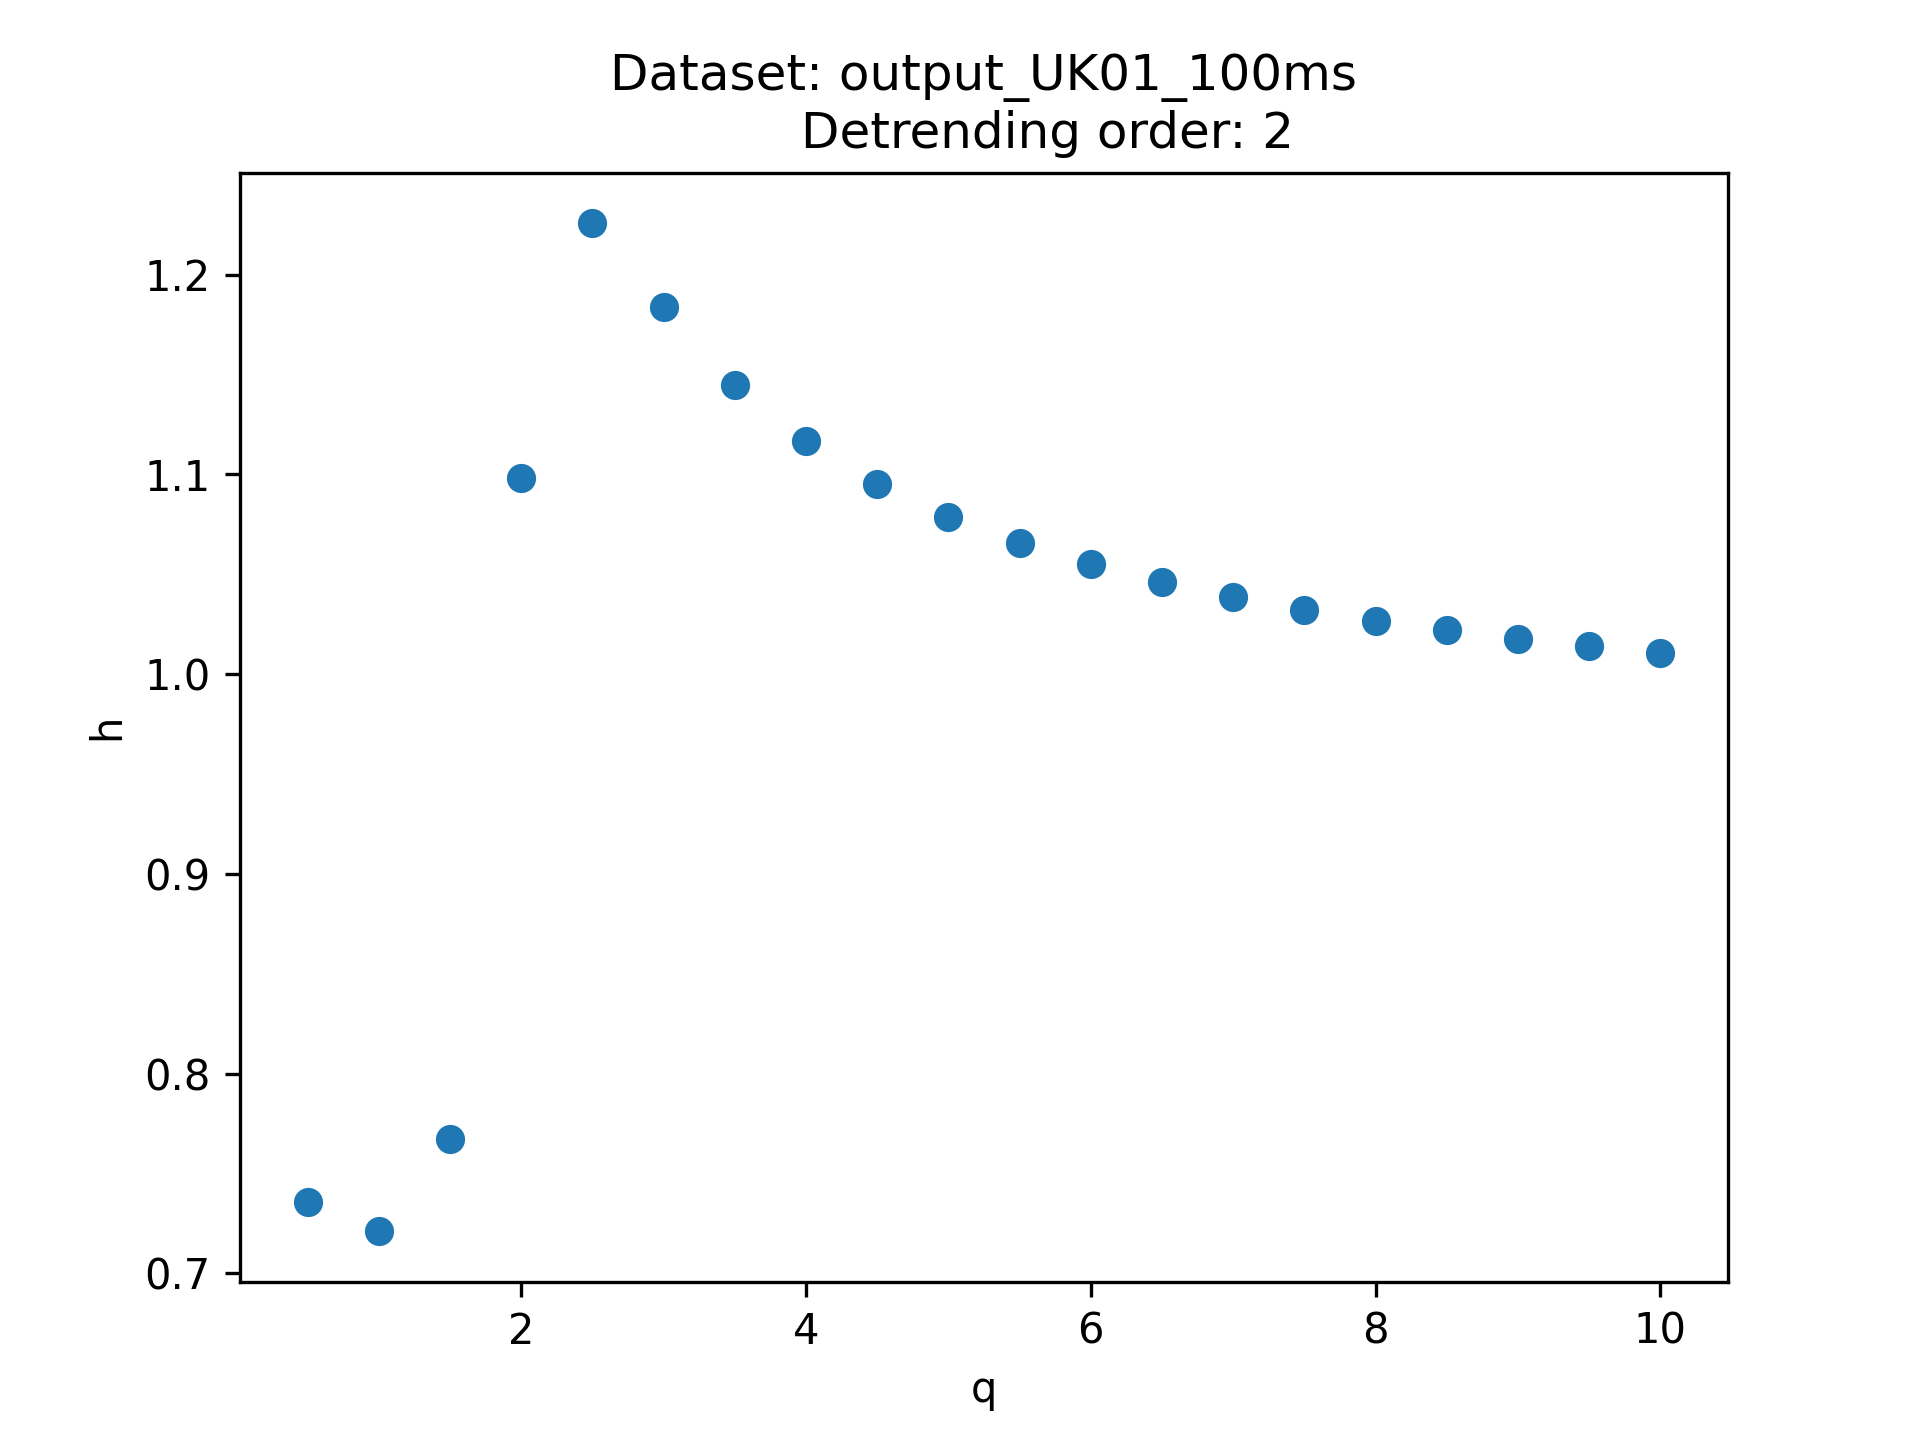 Dataset: output_UK01_100ms
Detrending order: 2
1.2
1.1
1.0
0.9
0.8
0.7
h
2 4 6 8 10
q